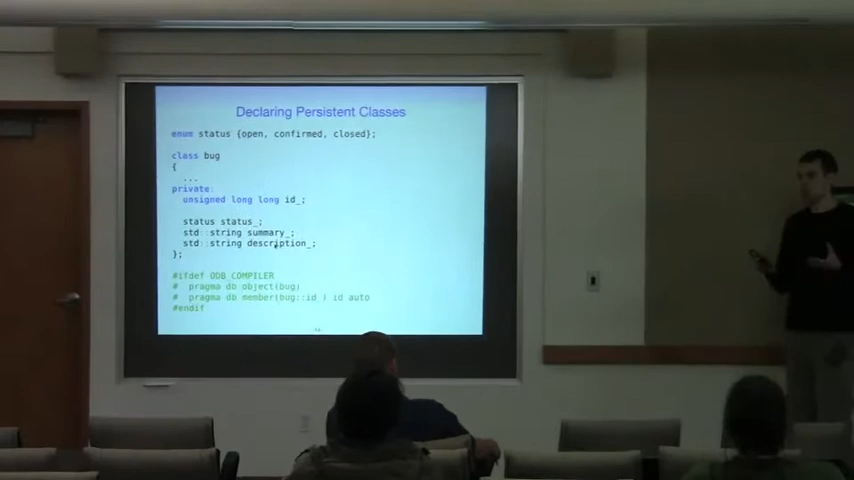 Declaring Persistent Classes
enum status {open, confirmed, closed};
class bug
{
...
private:
unsigned long long id_;
status status_;
std::string summary_;
std::string description_;
};
#ifdef ODB_COMPILER
# pragma db object(bug)
# pragma db member(bug::id_) id auto
#endif